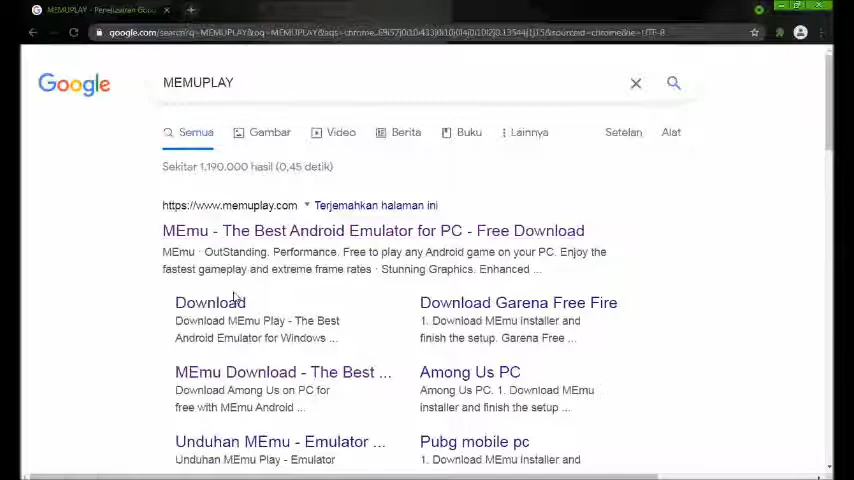 MEMUPLAY - Penelusuran Goog
google.com/search?q=MEMUPLAY&oq=MEMUPLAY&aqs=chrome..
Google
MEMUPLAY
Semua
Gambar
Video
Berita
Buku
Lainnya
Setelan
Alat
Sekitar 1.190.000 hasil (0,45 detik)
https://www.memuplay.com
Terjemahkan halaman ini
MEmu - The Best Android Emulator for PC - Free Download
MEmu · OutStanding. Performance. Free to play any Android game on your PC. Enjoy the
fastest gameplay and extreme frame rates · Stunning Graphics. Enhanced ...
Download
Download MEmu Play - The Best
Android Emulator for Windows ...
Download Garena Free Fire
1. Download MEmu installer and
finish the setup. Garena Free ...
MEmu Download - The Best ...
Download Among Us on PC for
free with MEmu Android ...
Among Us PC
Among Us PC. 1. Download MEmu
installer and finish the setup ...
Unduhan MEmu - Emulator ...
Unduhan MEmu Play - Emulator
Pubg mobile pc
1. Download MEmu installer and